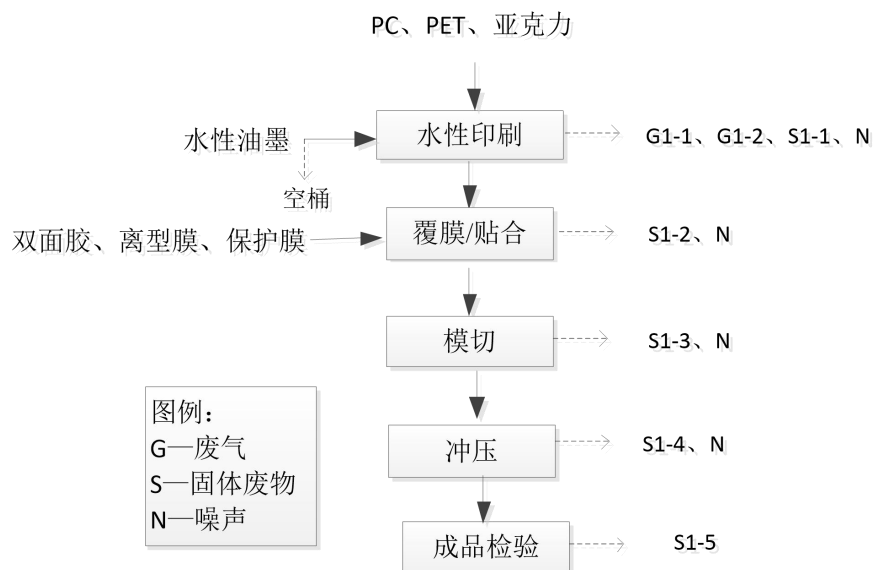 PC、PET、亚克力
水性油墨
水性印刷
G1-1、G1-2、S1-1、N
空桶
双面胶、离型膜、保护膜
覆膜/贴合
S1-2、N
模切
S1-3、N
图例：
G—废气
S—固体废物
N—噪声
冲压
S1-4、N
成品检验
S1-5